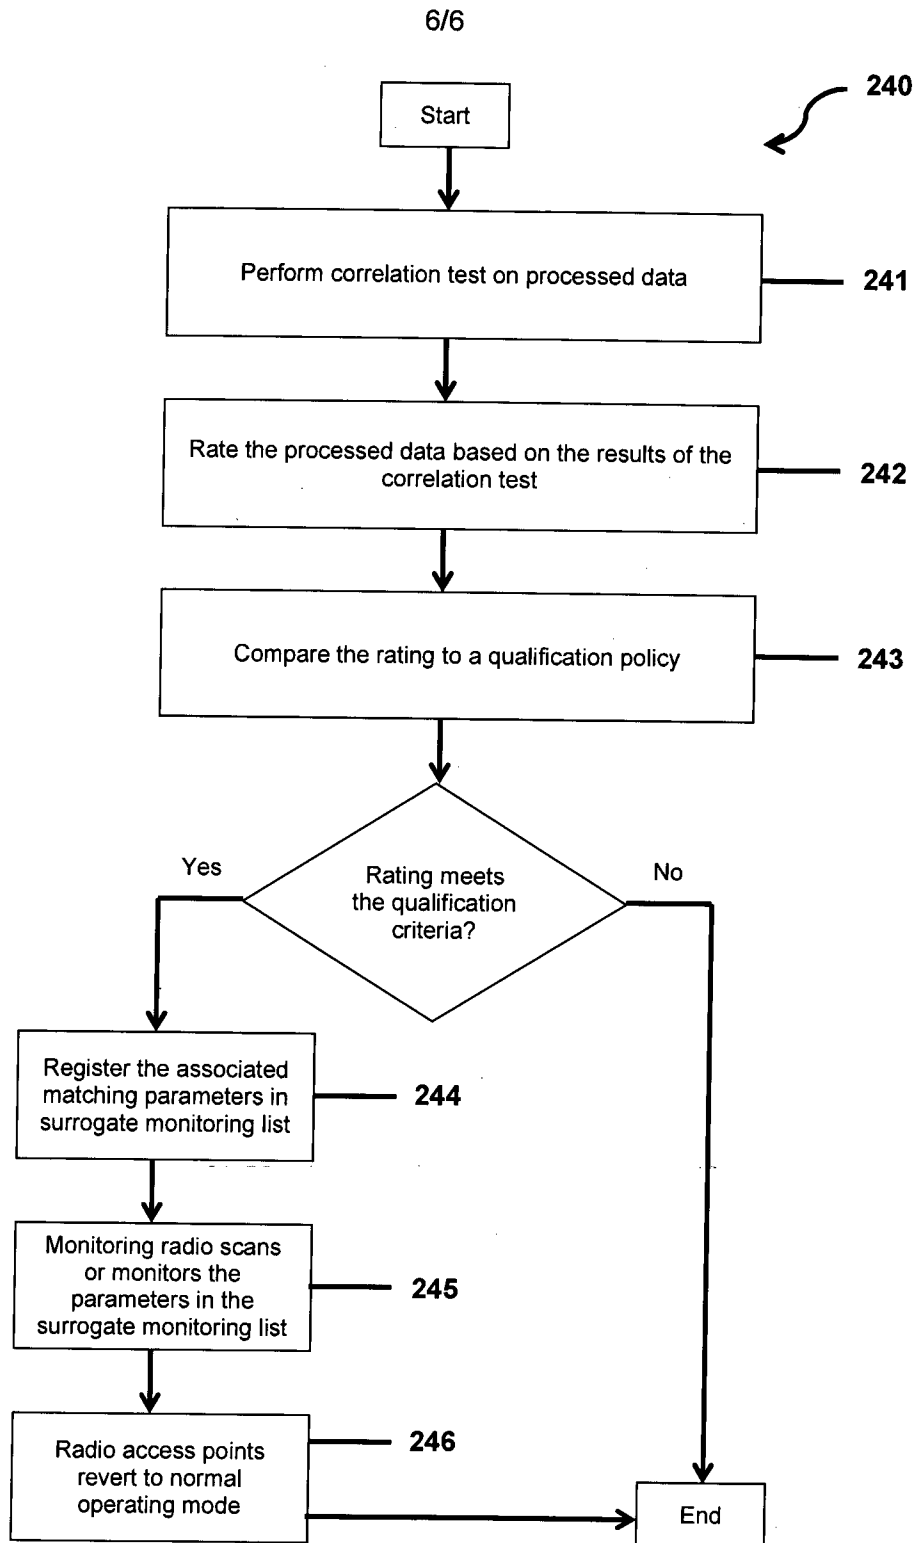 6/6
240
Start
Perform correlation test on processed data
241
Rate the processed data based on the results of the
correlation test
242
Compare the rating to a qualification policy
243
Yes
No
Rating meets
the qualification
criteria?
Register the associated
matching parameters in
surrogate monitoring list
244
Monitoring radio scans
or monitors the
parameters in the
surrogate monitoring list
245
Radio access points
revert to normal
operating mode
246
End